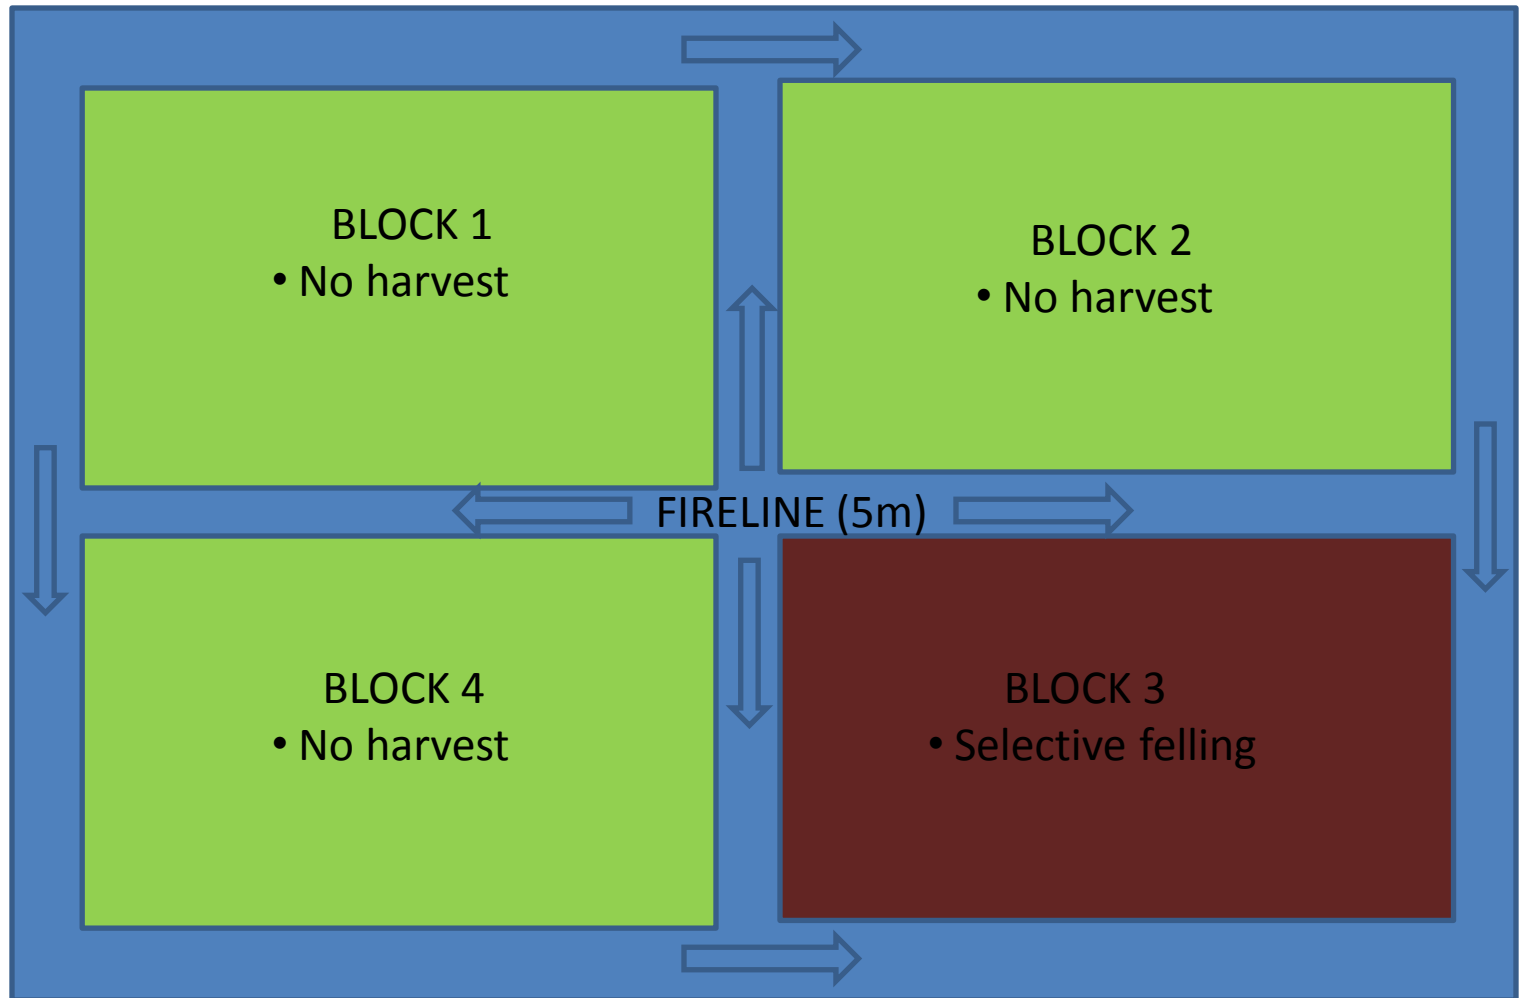 BLOCK 1
• No harvest
BLOCK 2
• No harvest
FIRELINE (5m)
BLOCK 4
• No harvest
BLOCK 3
• Selective felling